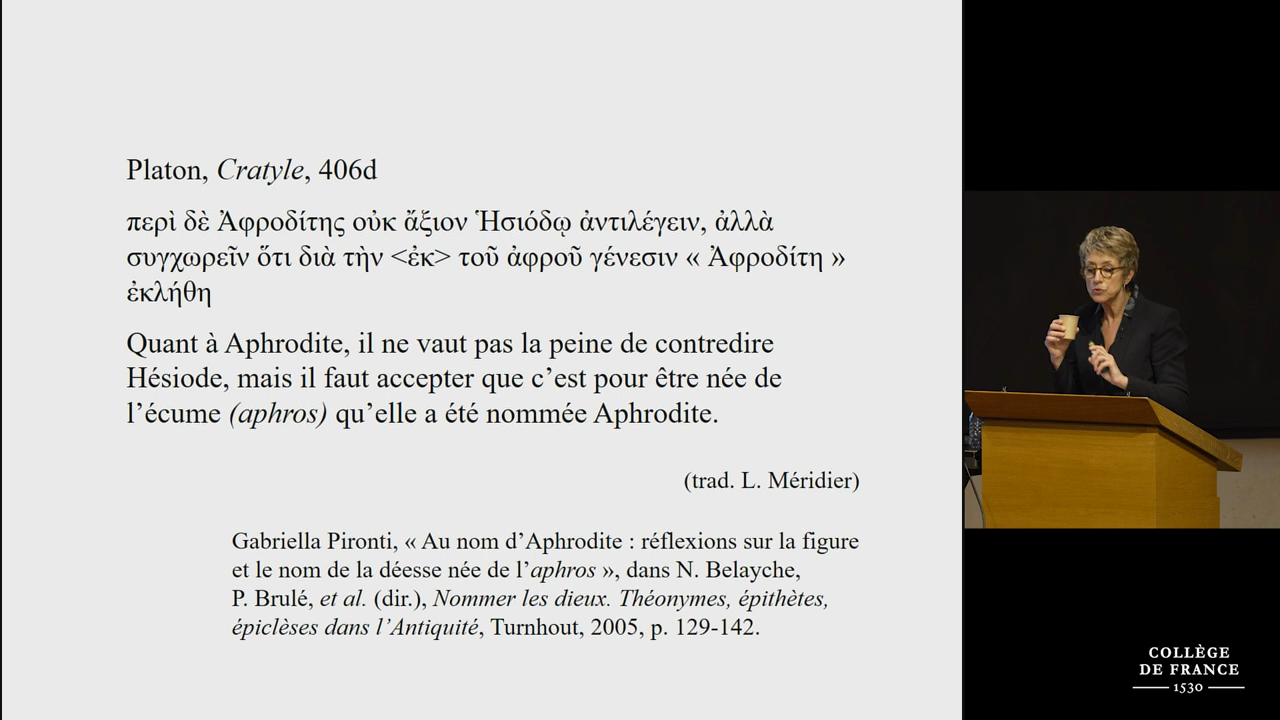 Platon, Cratyle, 406d
περὶ δὲ Ἀφροδίτης οὐκ ἄξιον Ἡσιόδῳ ἀντιλέγειν, ἀλλὰ
συγχωρεῖν ὅτι διὰ τὴν <ἐκ> τοῦ ἀφροῦ γένεσιν « Ἀφροδίτη »
ἐκλήθη
Quant à Aphrodite, il ne vaut pas la peine de contredire
Hésiode, mais il faut accepter que c’est pour être née de
l’écume (aphros) qu’elle a été nommée Aphrodite.
(trad. L. Méridier)
Gabriella Pironti, « Au nom d’Aphrodite : réflexions sur la figure
et le nom de la déesse née de l’aphros », dans N. Belayche,
P. Brulé, et al. (dir.), Nommer les dieux. Théonymes, épithètes,
épiclèses dans l’Antiquité, Turnhout, 2005, p. 129-142.
COLLÈGE
DE FRANCE
1530